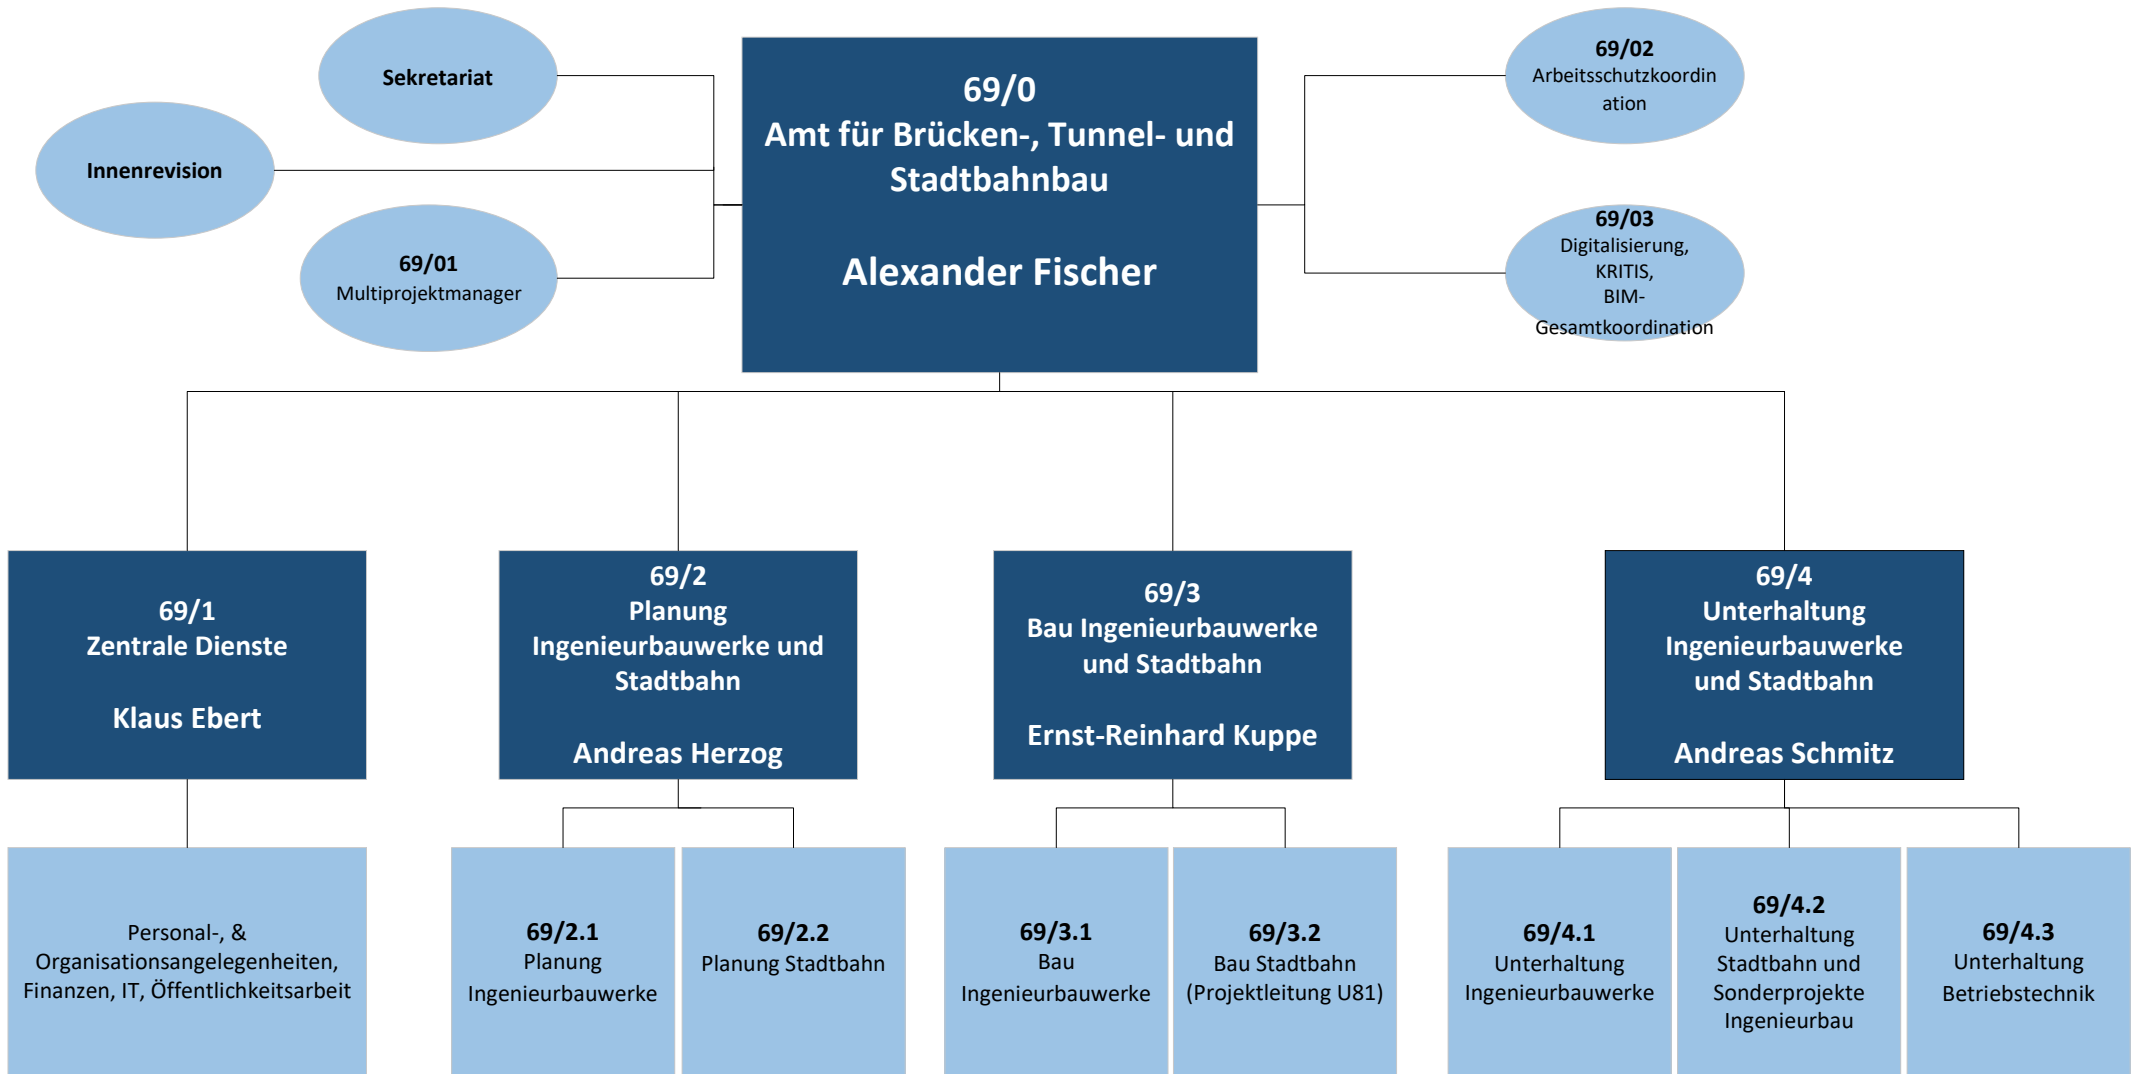 Sekretariat
Innenrevision
69/01
Multiprojektmanager
69/0
Amt für Brücken-, Tunnel- und
Stadtbahnbau
Alexander Fischer
69/02
Arbeitsschutzkoordin
ation
69/03
Digitalisierung,
KRITIS,
BIM-
Gesamtkoordination
69/1
Zentrale Dienste
Klaus Ebert
69/2
Planung
Ingenieurbauwerke und
Stadtbahn
Andreas Herzog
69/3
Bau Ingenieurbauwerke
und Stadtbahn
Ernst-Reinhard Kuppe
69/4
Unterhaltung
Ingenieurbauwerke
und Stadtbahn
Andreas Schmitz
Personal-, &
Organisationsangelegenheiten,
Finanzen, IT, Öffentlichkeitsarbeit
69/2.1
Planung
Ingenieurbauwerke
69/2.2
Planung Stadtbahn
69/3.1
Bau
Ingenieurbauwerke
69/3.2
Bau Stadtbahn
(Projektleitung U81)
69/4.1
Unterhaltung
Ingenieurbauwerke
69/4.2
Unterhaltung
Stadtbahn und
Sonderprojekte
Ingenieurbau
69/4.3
Unterhaltung
Betriebstechnik